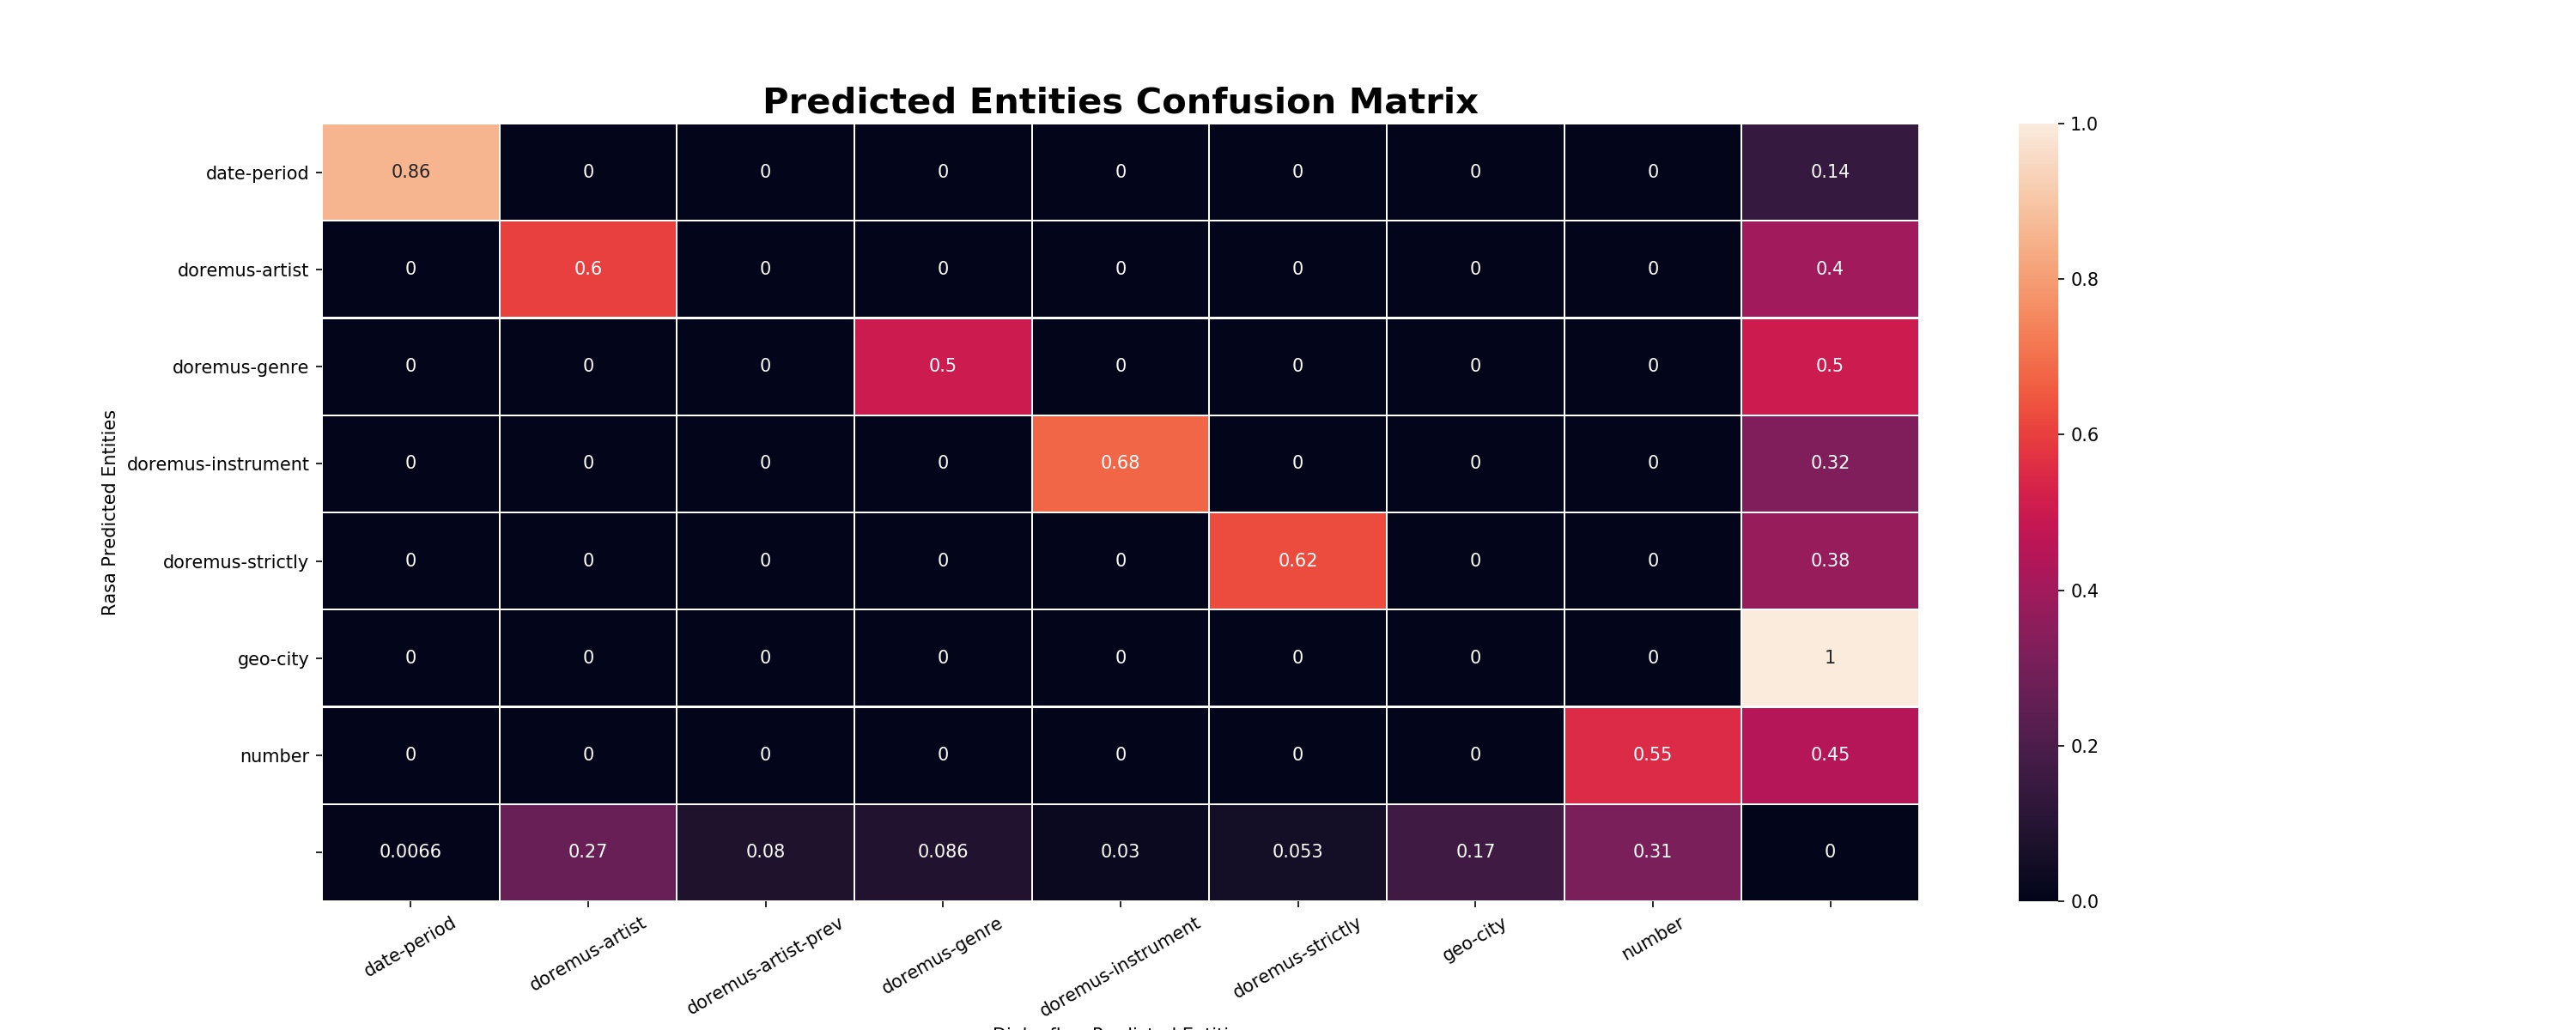 Predicted Entities Confusion Matrix
Rasa Predicted Entities
date-period 0.86 0 0 0 0 0 0 0 0.14
doremus-artist 0 0.6 0 0 0 0 0 0 0.4
doremus-genre 0 0 0 0.5 0 0 0 0 0.5
doremus-instrument 0 0 0 0 0.68 0 0 0 0.32
doremus-strictly 0 0 0 0 0 0.62 0 0 0.38
geo-city 0 0 0 0 0 0 0 0 1
number 0 0 0 0 0 0 0 0.55 0.45
0.0066 0.27 0.08 0.086 0.03 0.053 0.17 0.31 0
date-period doremus-artist doremus-artist-prev doremus-genre doremus-instrument doremus-strictly geo-city number
1.0
0.8
0.6
0.4
0.2
0.0